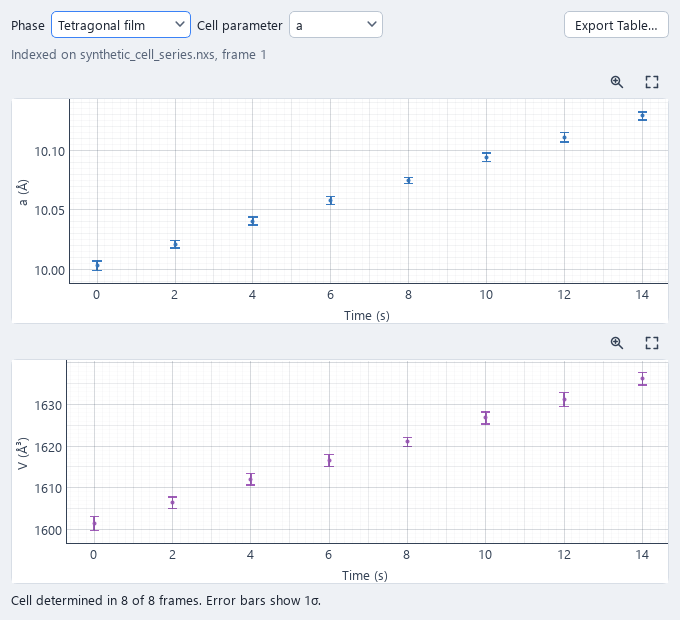 Phase Tetragonal film Cell parameter a Export Table...
Indexed on synthetic_cell_series.nxs, frame 1
a (Å)
10.10
10.05
10.00
0 2 4 6 8 10 12 14
Time (s)
V (Å³)
1630
1620
1610
1600
0 2 4 6 8 10 12 14
Time (s)
Cell determined in 8 of 8 frames. Error bars show 1σ.